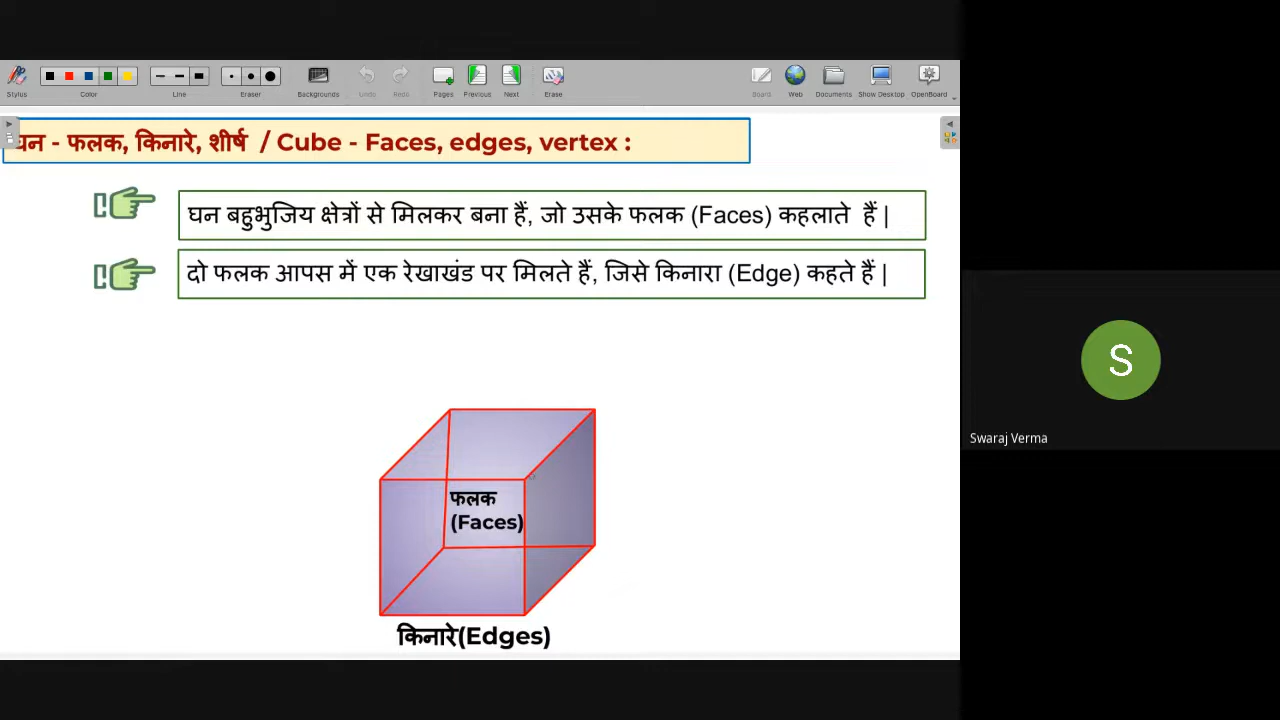 Stylus
Color
Line
Eraser
Backgrounds
Undo
Redo
Pages
Previous
Next
Erase
Board
Web
Documents
Show Desktop
OpenBoard
घन - फलक, किनारे, शीर्ष / Cube - Faces, edges, vertex :
घन बहुभुजिय क्षेत्रों से मिलकर बना हैं, जो उसके फलक (Faces) कहलाते हैं |
दो फलक आपस में एक रेखाखंड पर मिलते हैं, जिसे किनारा (Edge) कहते हैं |
फलक
(Faces)
किनारे(Edges)
S
Swaraj Verma